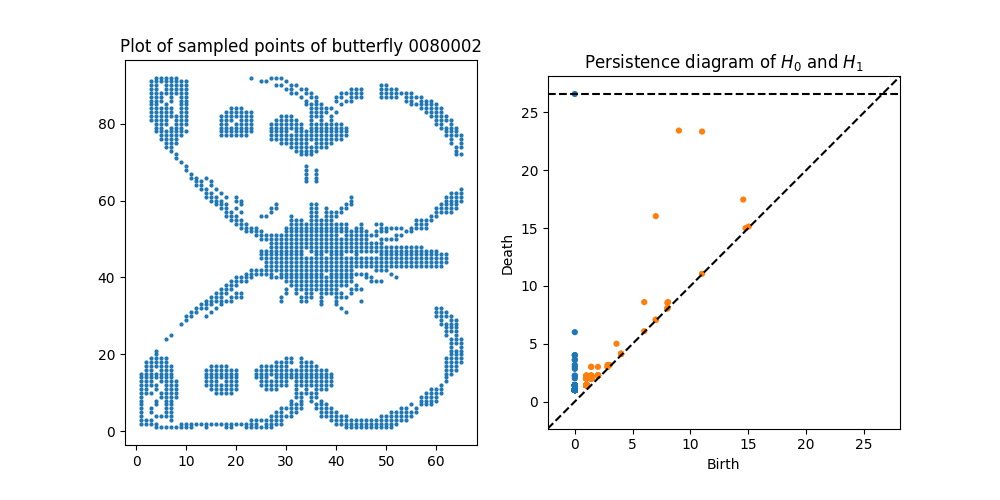 Plot of sampled points of butterfly 0080002
80
60
40
20
0
0 10 20 30 40 50 60
Persistence diagram of H₀ and H₁
25
20
15
10
5
0
Death
0 5 10 15 20 25
Birth